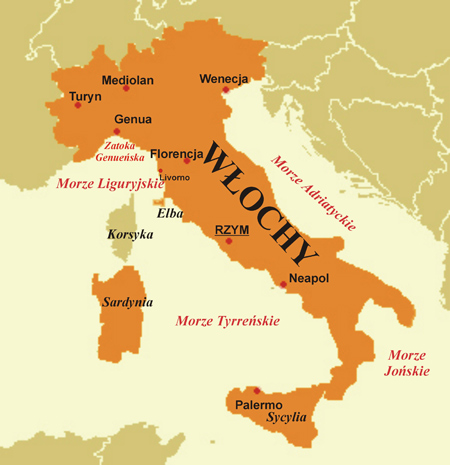 Mediolan
Wenecja
Turyn
Genua
Zatoka
Genueńska
Florencja
Livorno
Morze Liguryjskie
Morze Adriatyckie
WŁOCHY
Elba
Korsyka
RZYM
Neapol
Sardynia
Morze Tyrreńskie
Morze
Jońskie
Palermo
Sycylia